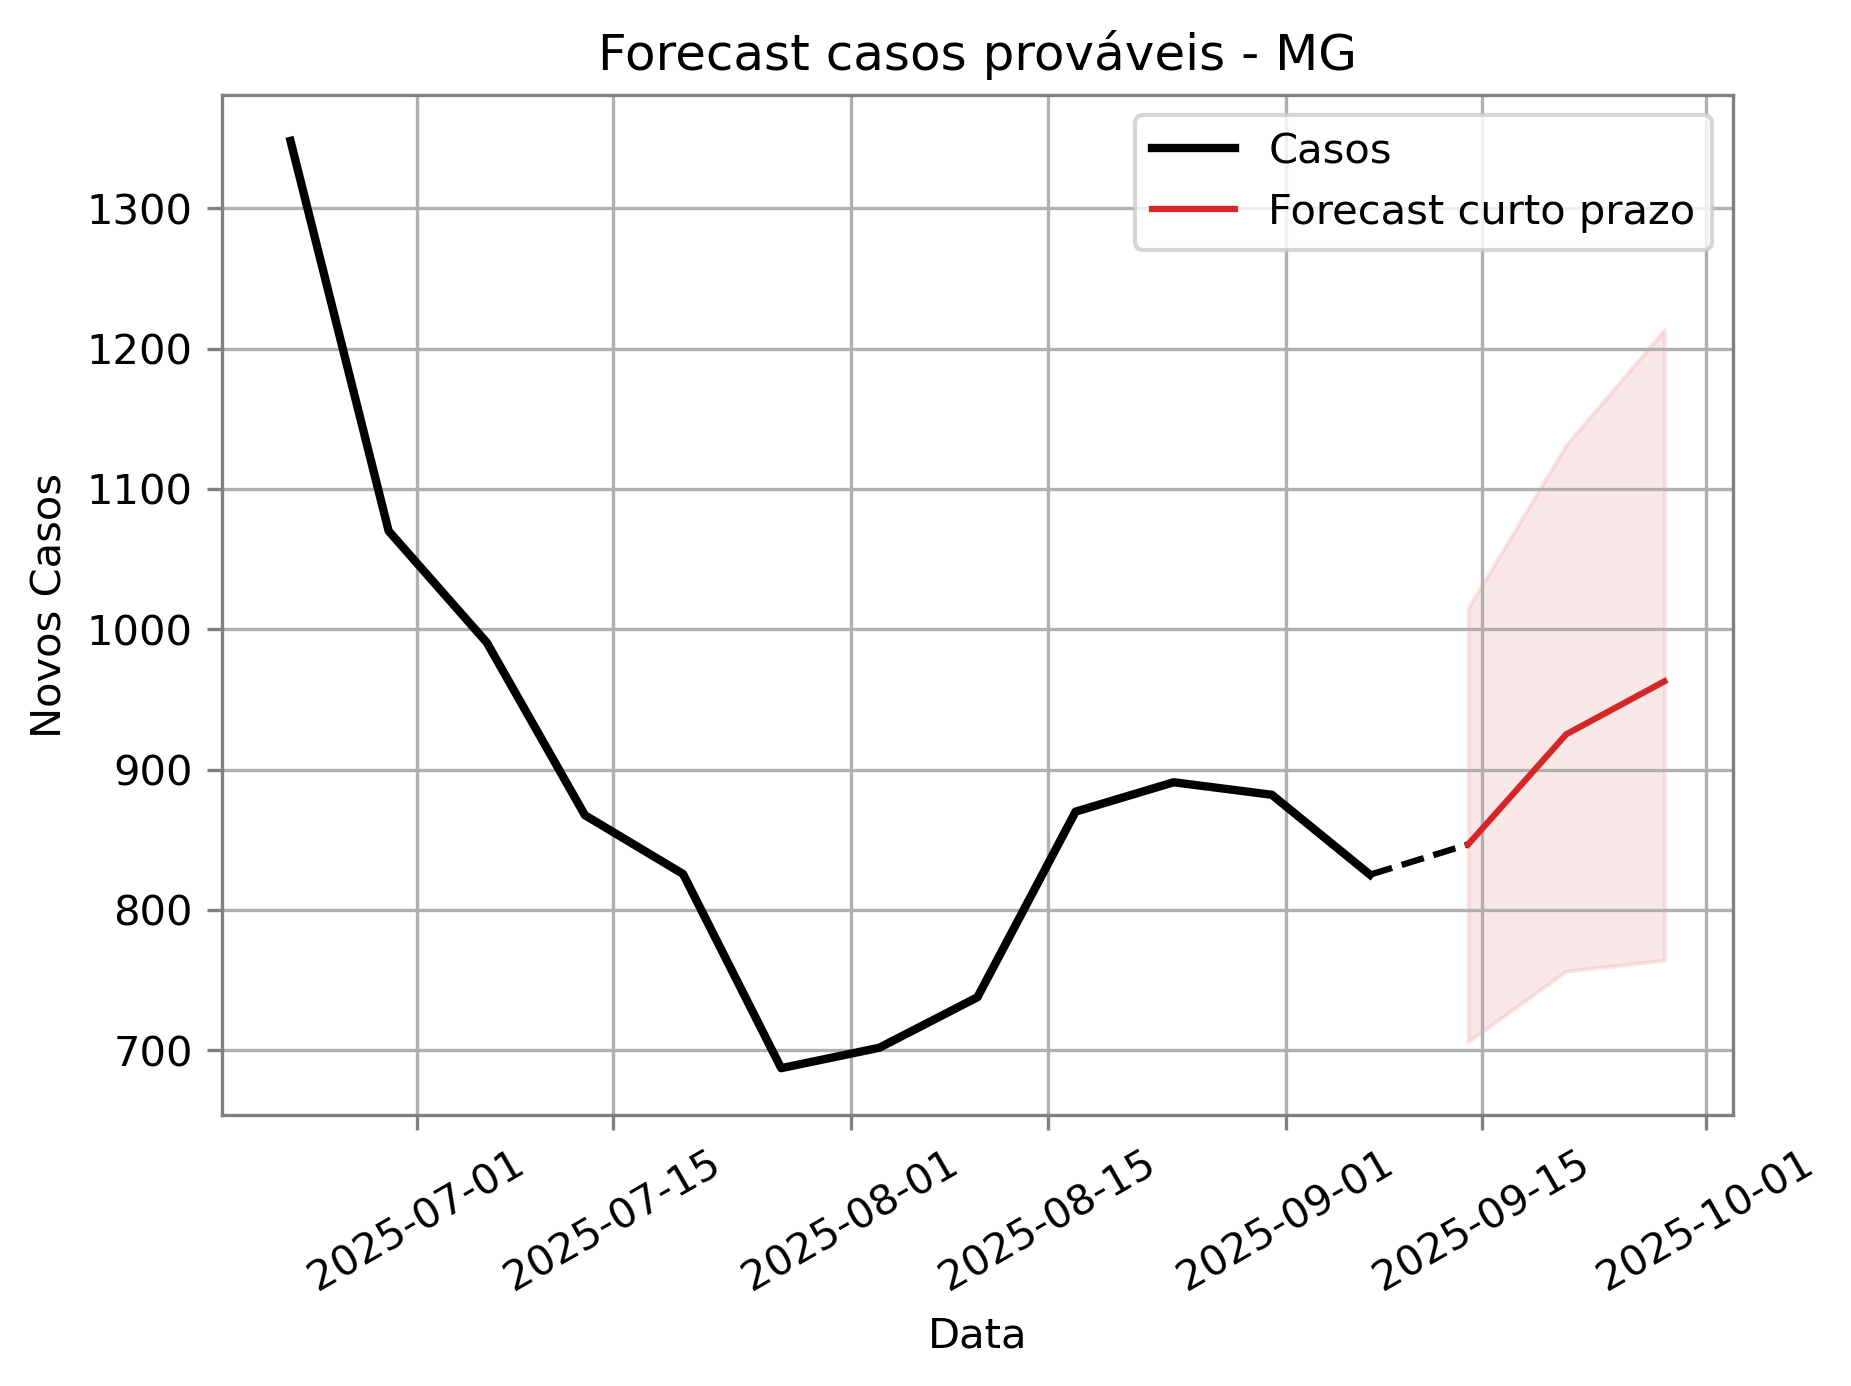 Forecast casos prováveis - MG
Casos
Forecast curto prazo
Novos Casos
1300
1200
1100
1000
900
800
700
2025-07-01
2025-07-15
2025-08-01
2025-08-15
2025-09-01
2025-09-15
2025-10-01
Data